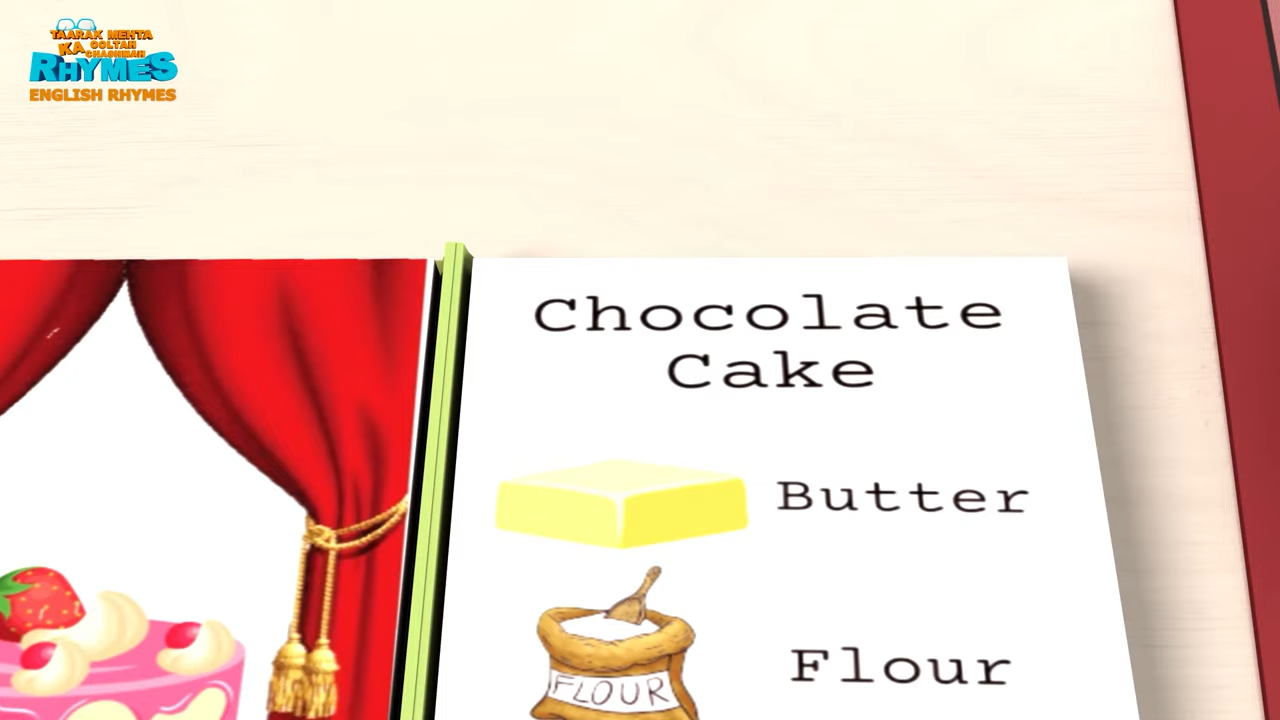 TAARAK MEHTA
KA OOLTAH
CHASHMAH
RHYMES
ENGLISH RHYMES
Chocolate
Cake
Butter
FLOUR
Flour